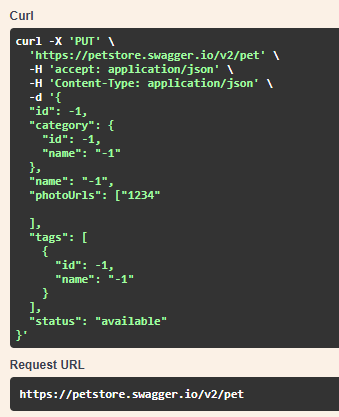 Curl
curl -X 'PUT' \
  'https://petstore.swagger.io/v2/pet' \
  -H 'accept: application/json' \
  -H 'Content-Type: application/json' \
  -d '{
  "id": -1,
  "category": {
    "id": -1,
    "name": "-1"
  },
  "name": "-1",
  "photoUrls": ["1234"

  ],
  "tags": [
    {
      "id": -1,
      "name": "-1"
    }
  ],
  "status": "available"
}'
Request URL
https://petstore.swagger.io/v2/pet